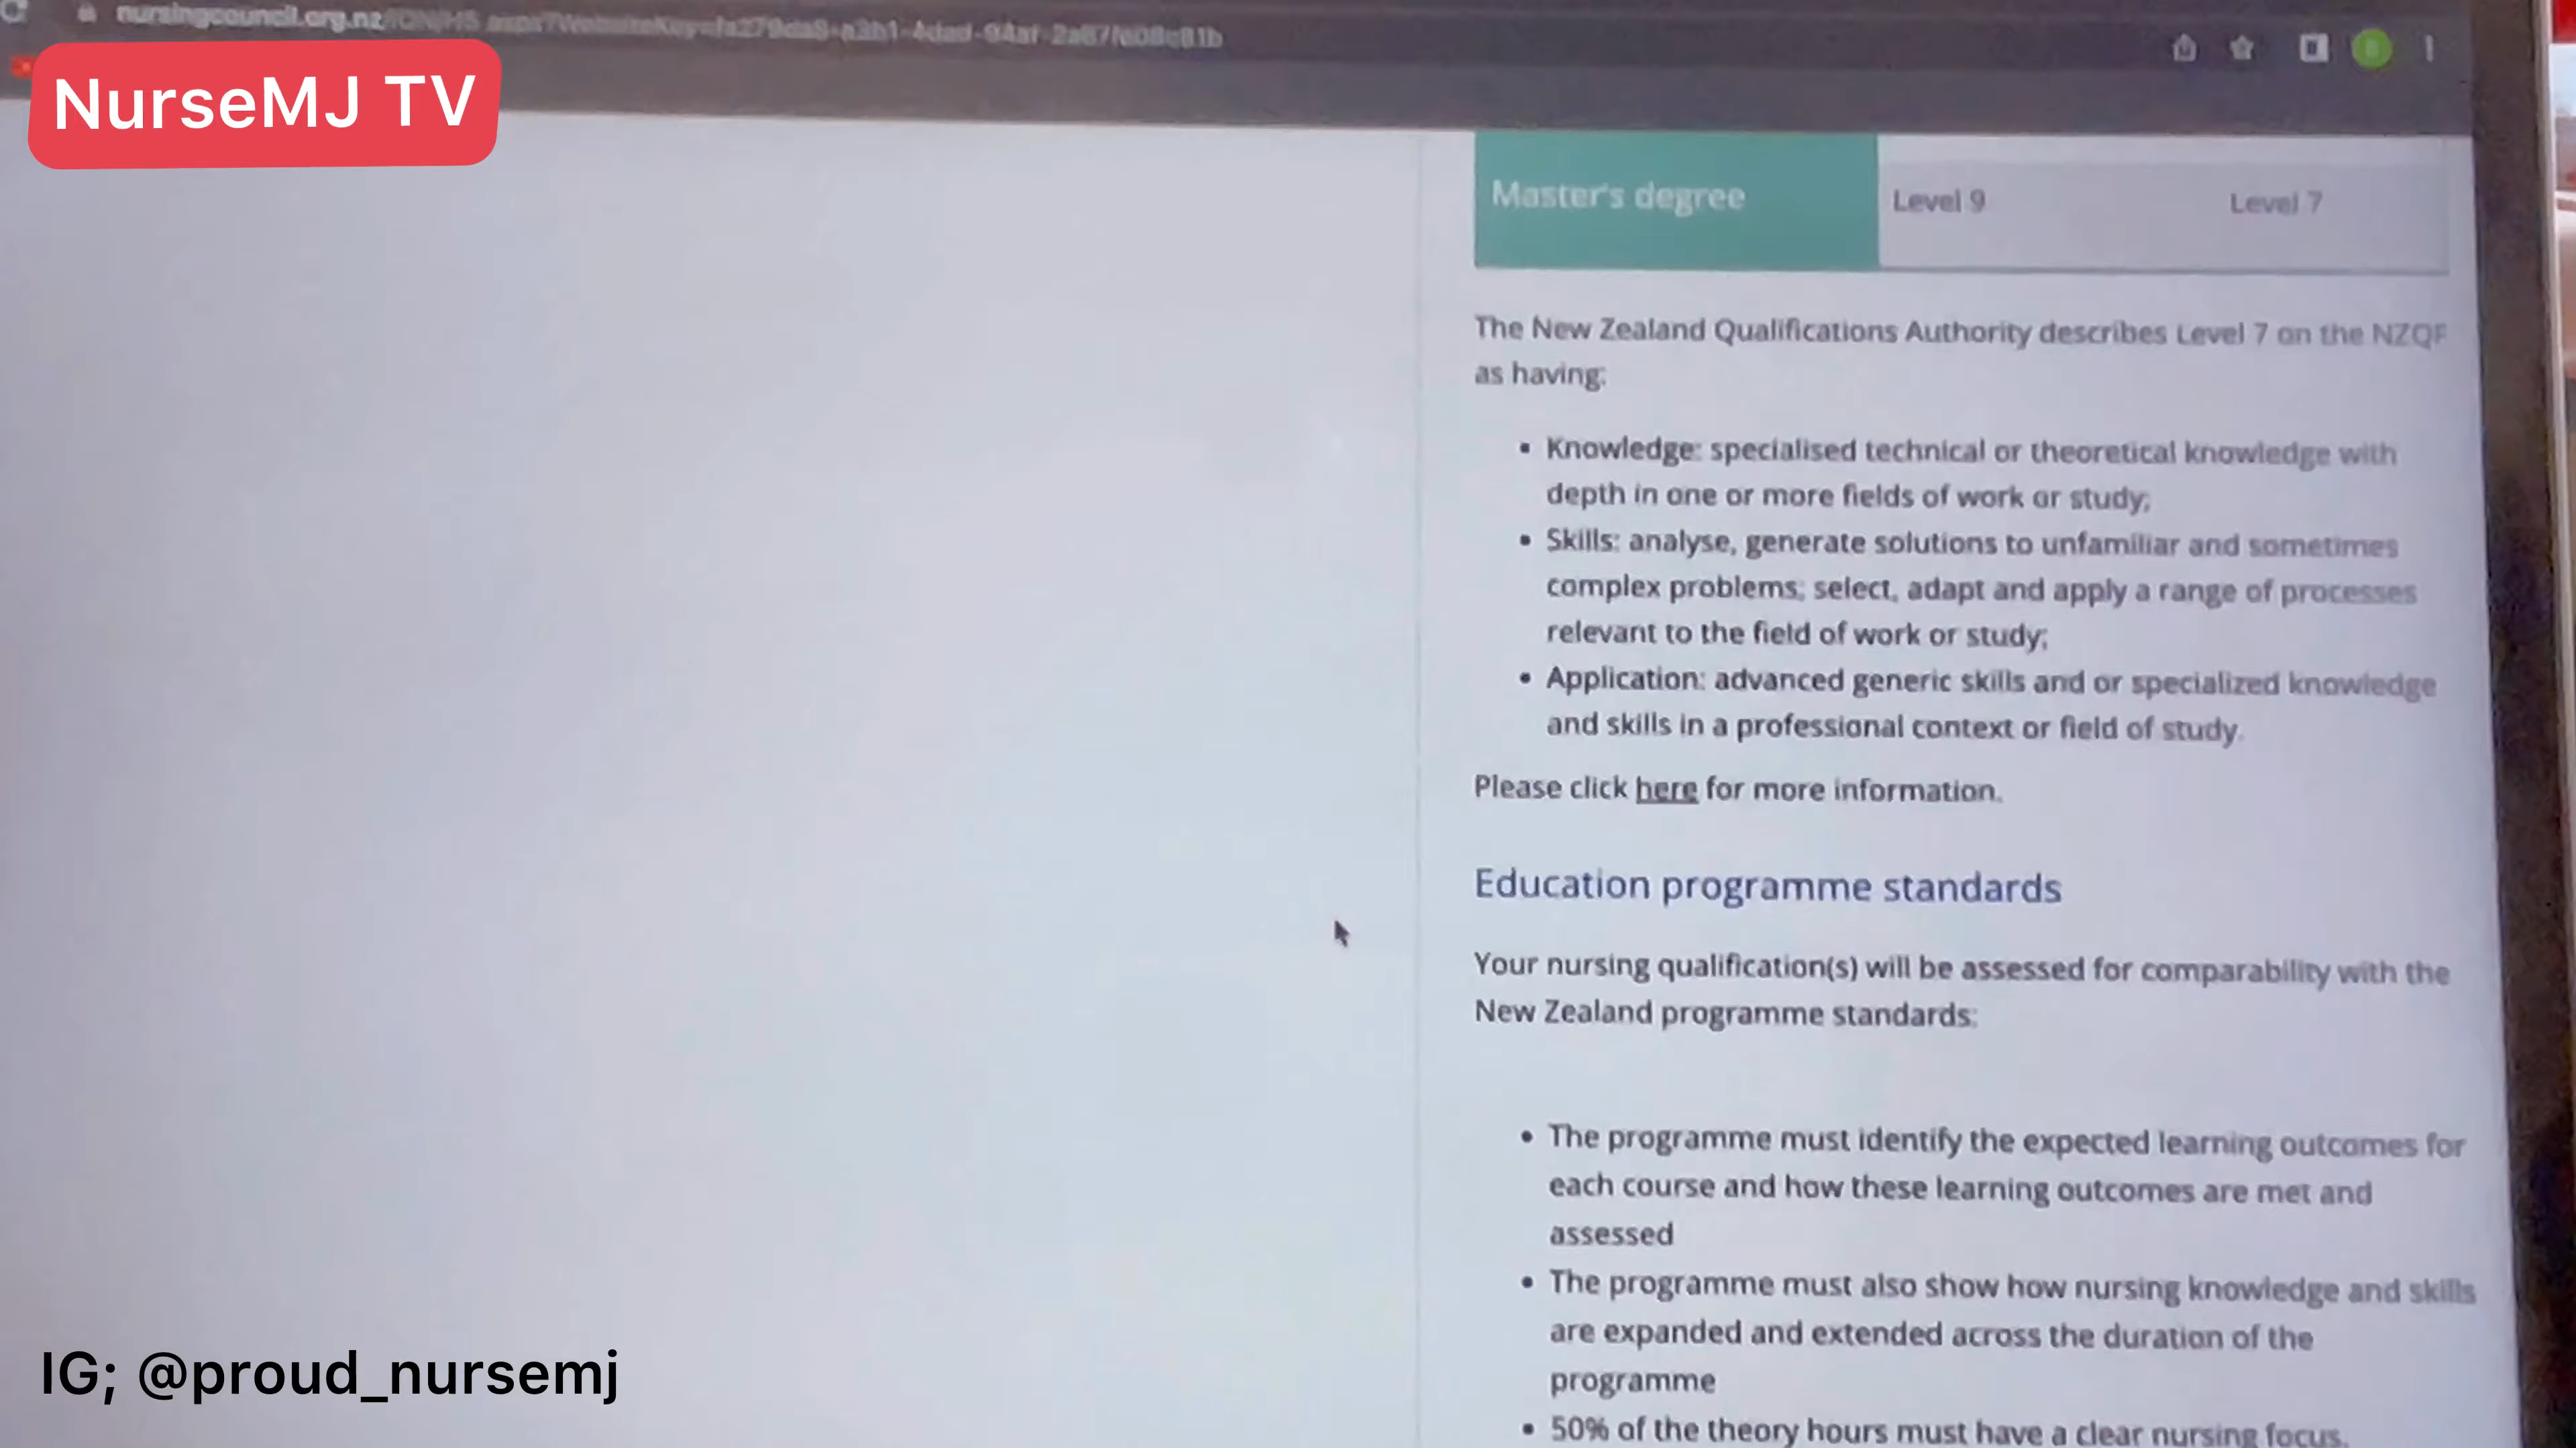 nursingcouncil.org.nz
NurseMJ TV
Master's degree Level 9 Level 7
The New Zealand Qualifications Authority describes Level 7 on the NZQF
as having:
• Knowledge: specialised technical or theoretical knowledge with
depth in one or more fields of work or study;
• Skills: analyse, generate solutions to unfamiliar and sometimes
complex problems; select, adapt and apply a range of processes
relevant to the field of work or study;
• Application: advanced generic skills and or specialized knowledge
and skills in a professional context or field of study.
Please click here for more information.
Education programme standards
Your nursing qualification(s) will be assessed for comparability with the
New Zealand programme standards:
• The programme must identify the expected learning outcomes for
each course and how these learning outcomes are met and
assessed
• The programme must also show how nursing knowledge and skills
are expanded and extended across the duration of the
programme
• 50% of the theory hours must have a clear nursing focus.
IG; @proud_nursemj